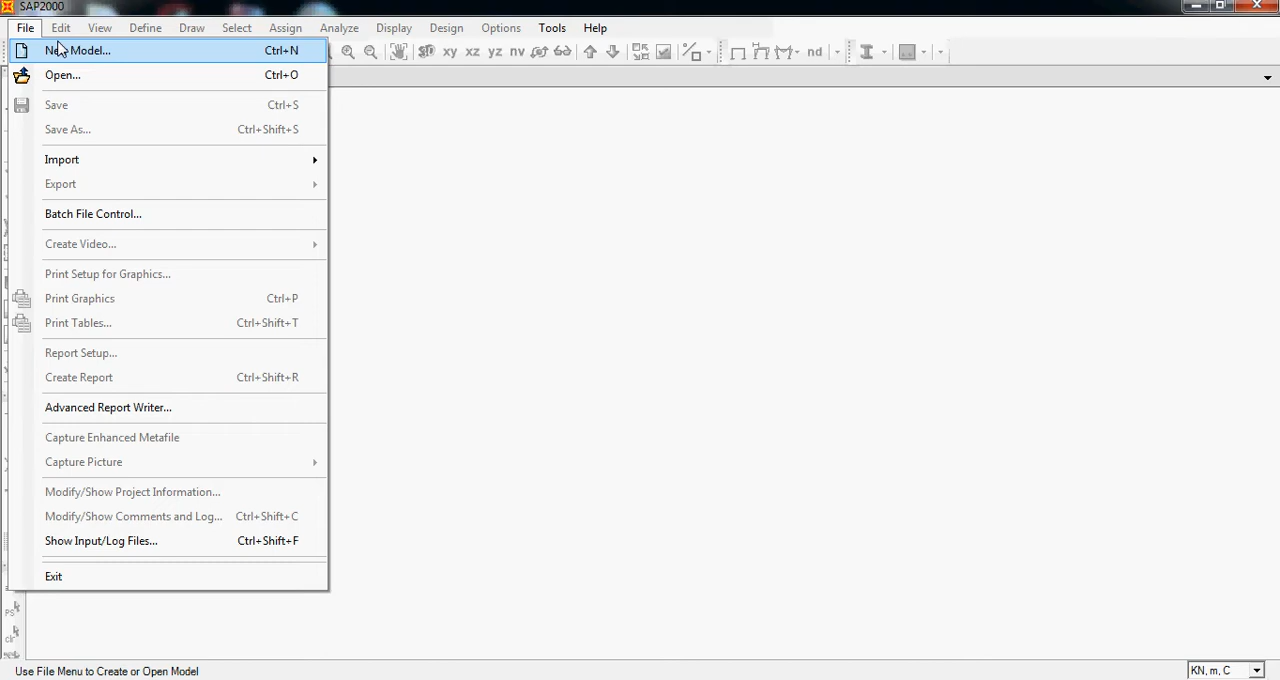 SAP2000
File Edit View Define Draw Select Assign Analyze Display Design Options Tools Help
xy xz yz nv nd
New Model... Ctrl+N
Open... Ctrl+O
Save Ctrl+S
Save As... Ctrl+Shift+S
Import
Export
Batch File Control...
Create Video...
Print Setup for Graphics...
Print Graphics Ctrl+P
Print Tables... Ctrl+Shift+T
Report Setup...
Create Report Ctrl+Shift+R
Advanced Report Writer...
Capture Enhanced Metafile
Capture Picture
Modify/Show Project Information...
Modify/Show Comments and Log... Ctrl+Shift+C
Show Input/Log Files... Ctrl+Shift+F
Exit
PS
clr
Use File Menu to Create or Open Model
KN, m, C